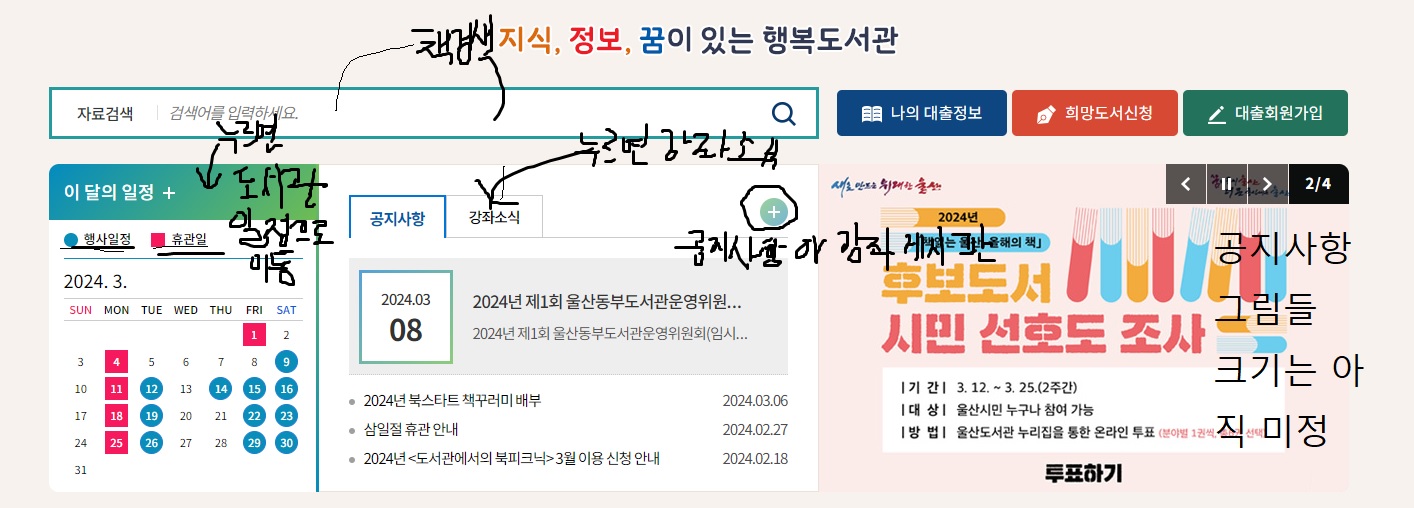 책검색
지식, 정보, 꿈이 있는 행복도서관
자료검색 검색어를 입력하세요.
나의 대출정보 희망도서신청 대출회원가입
누르면
도서관
일정으로
이동
누르면 강좌소식
이 달의 일정 +
행사일정 휴관일
2024. 3.
SUN MON TUE WED THU FRI SAT
1 2
3 4 5 6 7 8 9
10 11 12 13 14 15 16
17 18 19 20 21 22 23
24 25 26 27 28 29 30
31
공지사항 강좌소식 +
공지사항 아 강좌 게시판
2024.03
08
2024년 제1회 울산동부도서관운영위원...
2024년 제1회 울산동부도서관운영위원회(임시...
2024년 북스타트 책꾸러미 배부 2024.03.06
삼일절 휴관 안내 2024.02.27
2024년 <도서관에서의 북피크닉> 3월 이용 신청 안내 2024.02.18
새로 만드는 위대한 울산
2/4
2024년
울산, 올해의 책」
후보도서
시민 선호도 조사
|기 간| 3. 12. ~ 3. 25.(2주간)
|대 상| 울산시민 누구나 참여 가능
|방 법| 울산도서관 누리집을 통한 온라인 투표 (분야별 1권씩, 선택)
투표하기
공지사항
그림들
크기는 아
직 미정